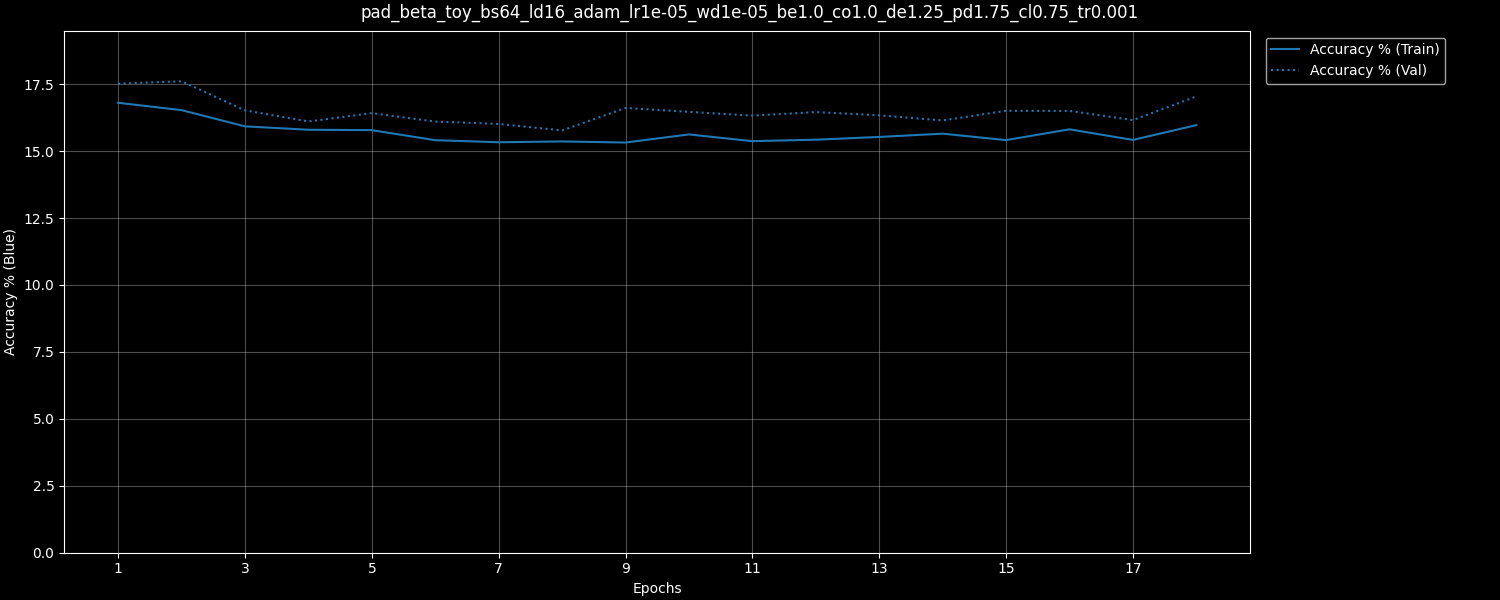 pad_beta_toy_bs64_ld16_adam_lr1e-05_wd1e-05_be1.0_co1.0_de1.25_pd1.75_cl0.75_tr0.001
Accuracy % (Train)
Accuracy % (Val)
17.5
15.0
12.5
10.0
7.5
5.0
2.5
0.0
Accuracy % (Blue)
1 3 5 7 9 11 13 15 17
Epochs